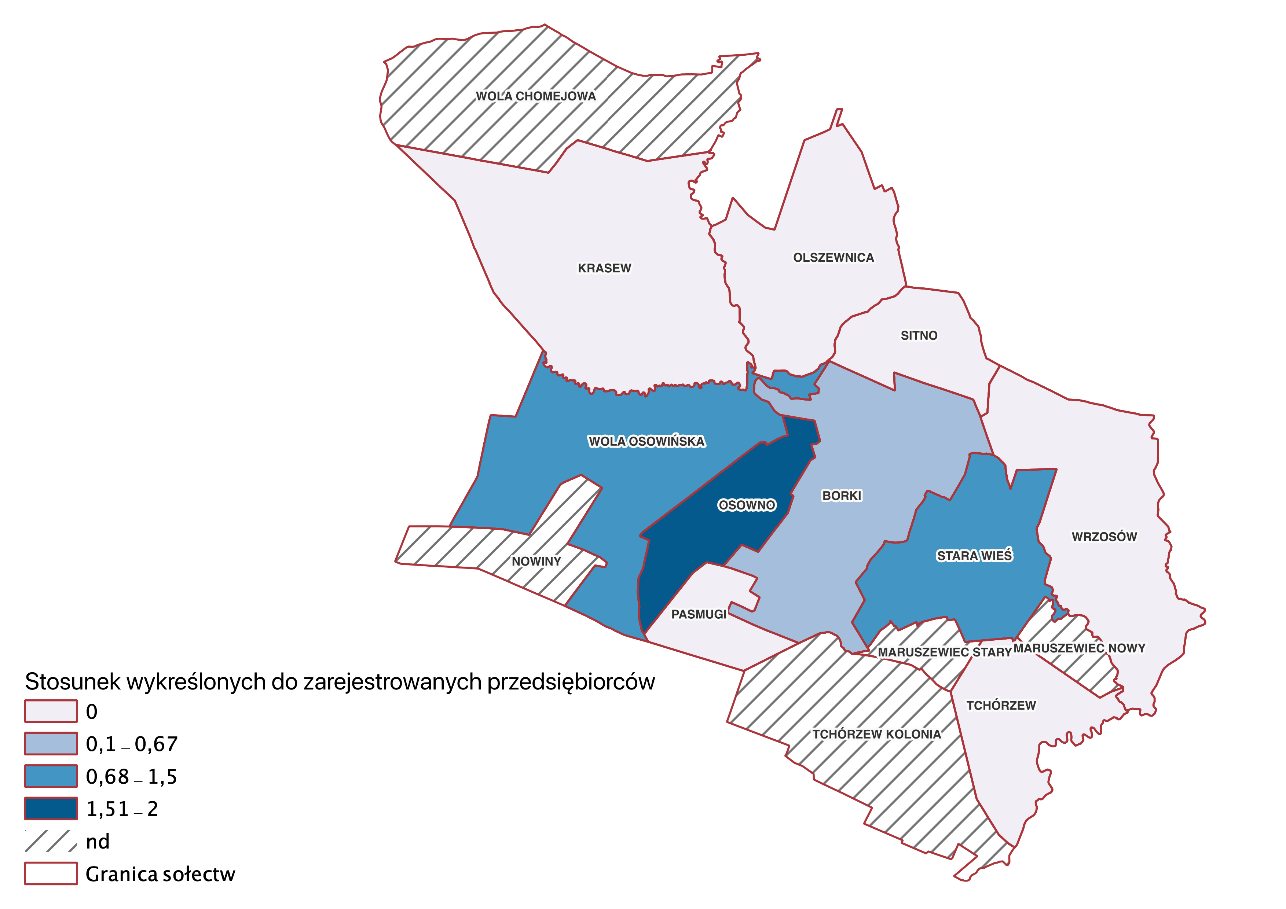 WOLA CHOMEJOWA
OLSZEWNICA
KRASEW
SITNO
WOLA OSOWIŃSKA
BORKI
OSOWNO
WRZOSÓW
STARA WIEŚ
NOWINY
PASMUGI
MARUSZEWIEC STARY
MARUSZEWIEC NOWY
TCHÓRZEW
TCHÓRZEW KOLONIA
Stosunek wykreślonych do zarejestrowanych przedsiębiorców
0
0,1 – 0,67
0,68 – 1,5
1,51 – 2
nd
Granica sołectw